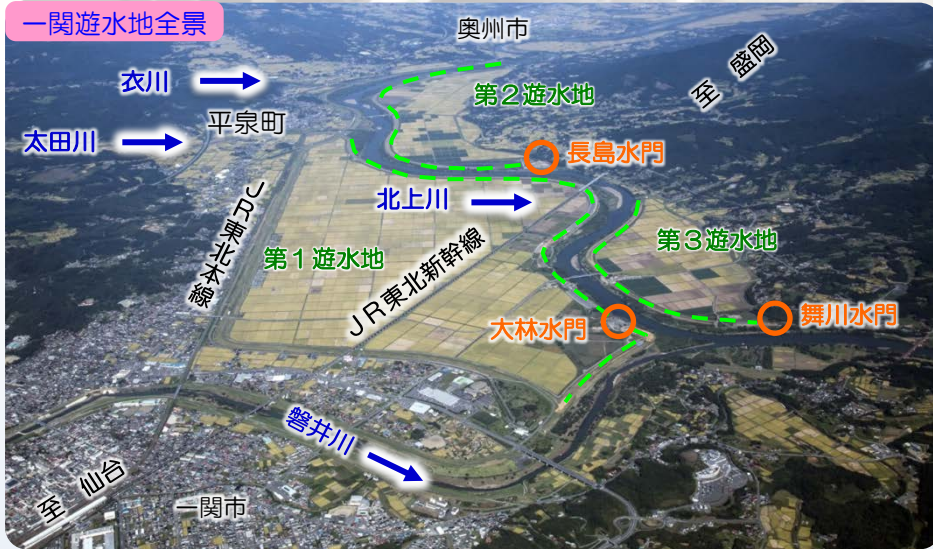 一関遊水地全景
奥州市
至 盛岡
衣川
第２遊水地
平泉町
太田川
長島水門
北上川
ＪＲ東北本線
第３遊水地
第１遊水地
ＪＲ東北新幹線
大林水門
舞川水門
磐井川
至 仙台
一関市